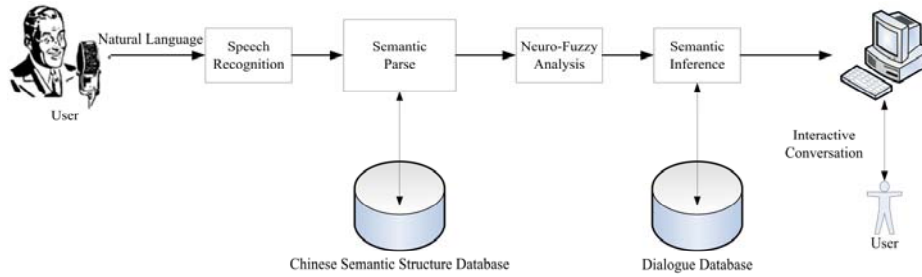 Natural Language
User
Speech
Recognition
Semantic
Parse
Neuro-Fuzzy
Analysis
Semantic
Inference
Interactive
Conversation
User
Chinese Semantic Structure Database
Dialogue Database